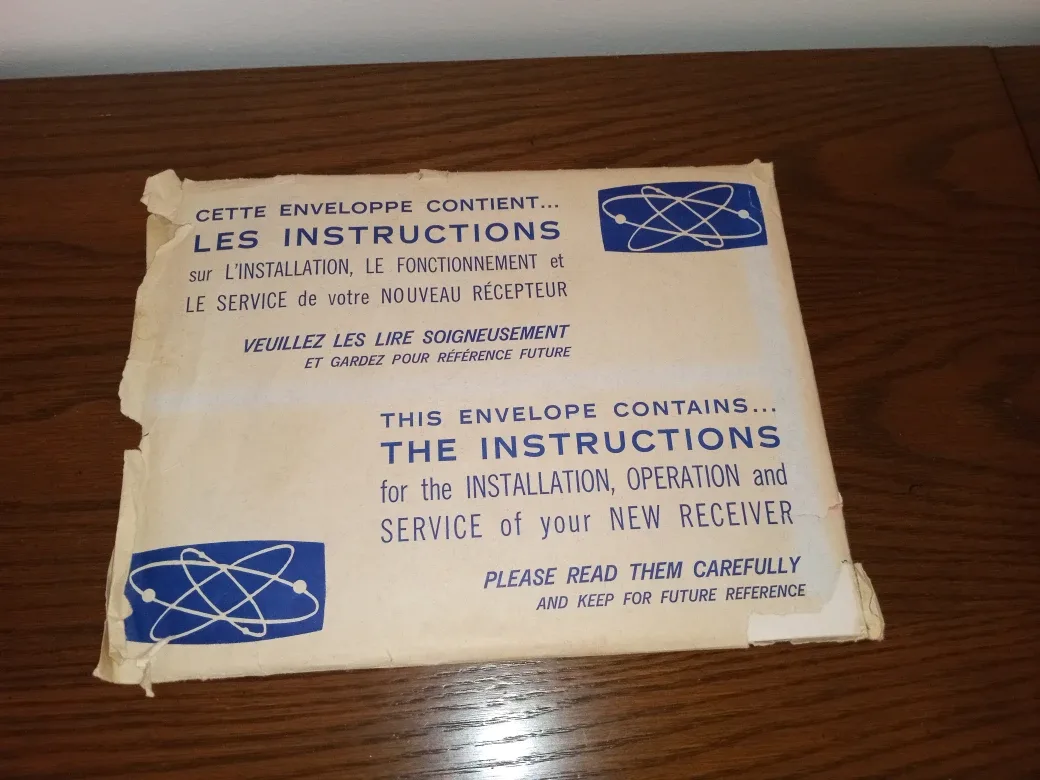 CETTE ENVELOPPE CONTIENT...
LES INSTRUCTIONS
sur L'INSTALLATION, LE FONCTIONNEMENT et
LE SERVICE de votre NOUVEAU RÉCEPTEUR
VEUILLEZ LES LIRE SOIGNEUSEMENT
ET GARDEZ POUR RÉFÉRENCE FUTURE
THIS ENVELOPE CONTAINS...
THE INSTRUCTIONS
for the INSTALLATION, OPERATION and
SERVICE of your NEW RECEIVER
PLEASE READ THEM CAREFULLY
AND KEEP FOR FUTURE REFERENCE